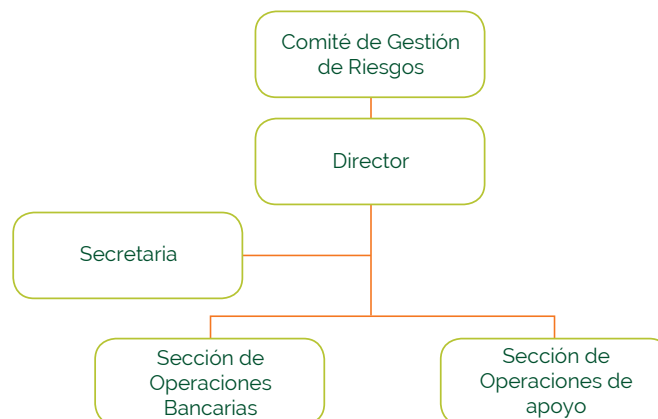 Comité de Gestión
de Riesgos
Director
Secretaria
Sección de
Operaciones
Bancarias
Sección de
Operaciones de
apoyo